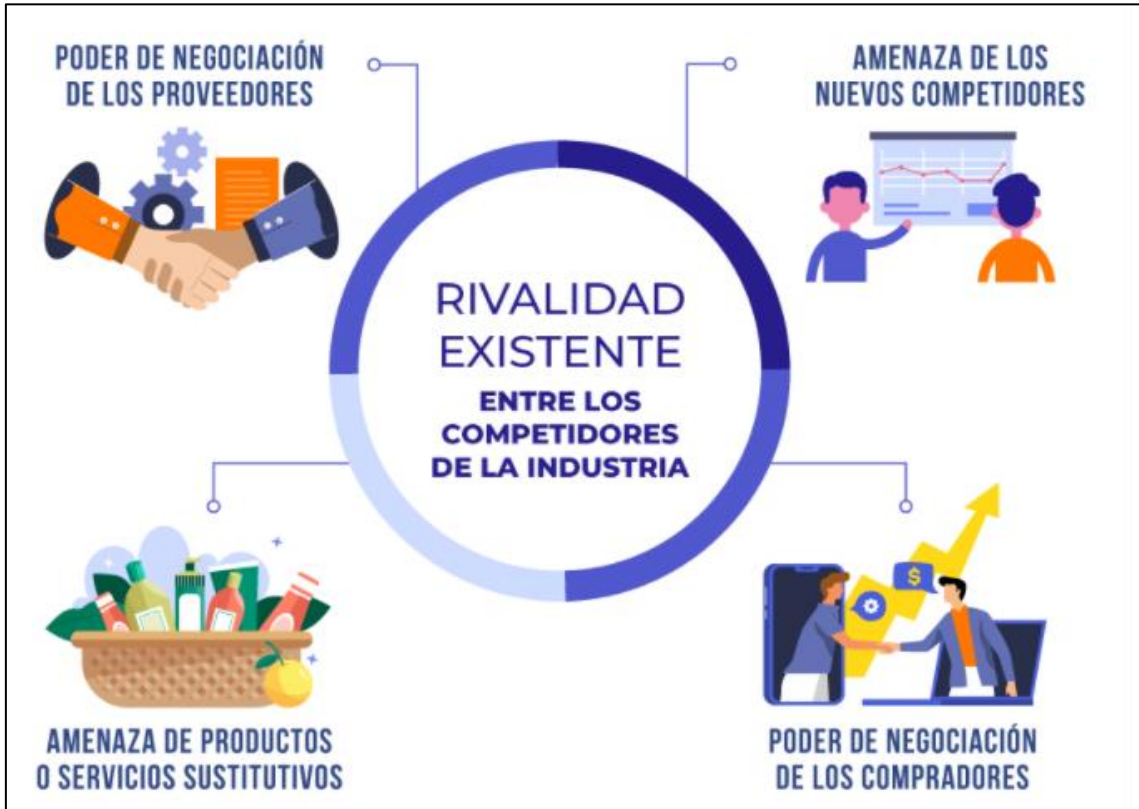 PODER DE NEGOCIACIÓN
DE LOS PROVEEDORES
AMENAZA DE LOS
NUEVOS COMPETIDORES
RIVALIDAD
EXISTENTE
ENTRE LOS
COMPETIDORES
DE LA INDUSTRIA
$
AMENAZA DE PRODUCTOS
O SERVICIOS SUSTITUTIVOS
PODER DE NEGOCIACIÓN
DE LOS COMPRADORES